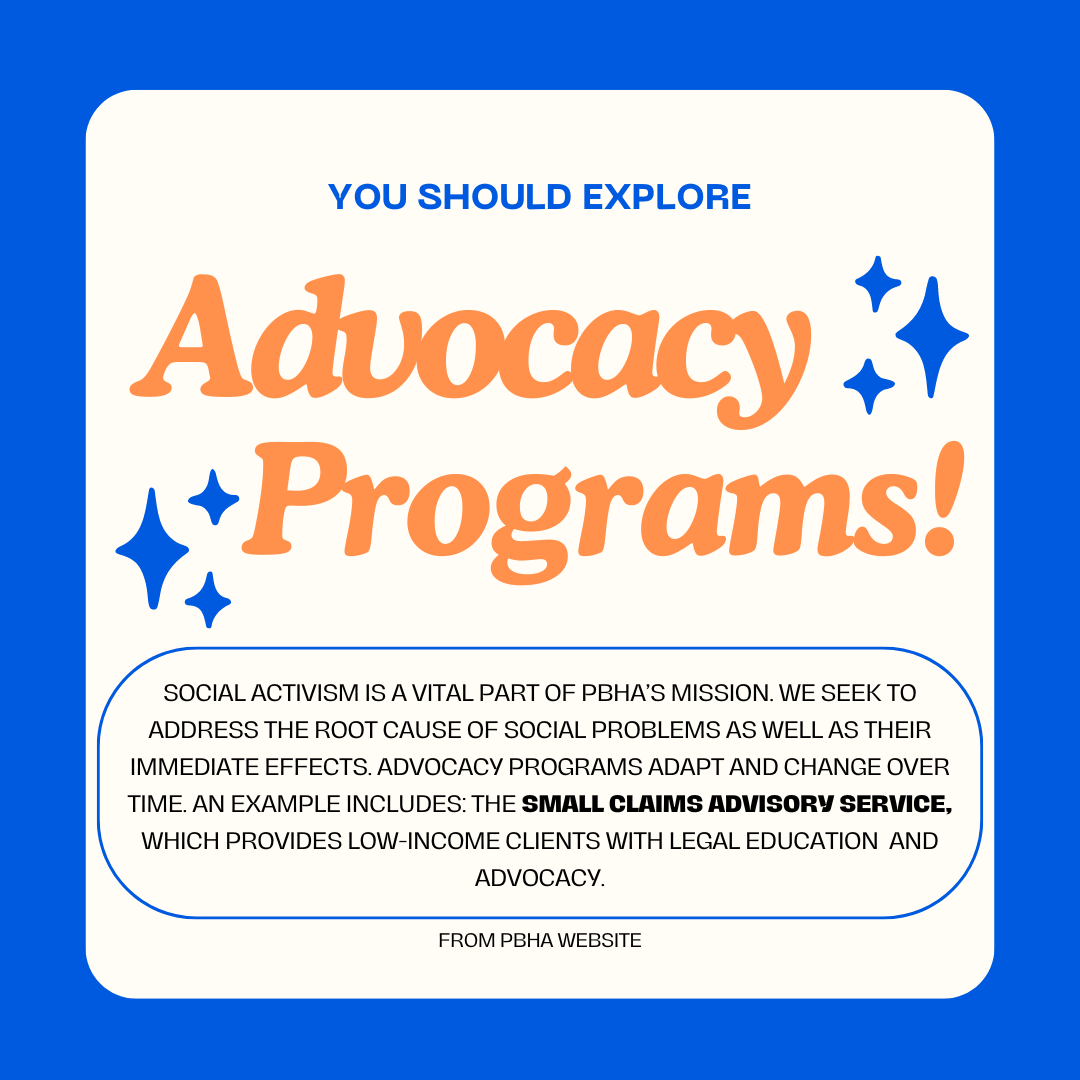 YOU SHOULD EXPLORE
Advocacy
Programs!
SOCIAL ACTIVISM IS A VITAL PART OF PBHA’S MISSION. WE SEEK TO
ADDRESS THE ROOT CAUSE OF SOCIAL PROBLEMS AS WELL AS THEIR
IMMEDIATE EFFECTS. ADVOCACY PROGRAMS ADAPT AND CHANGE OVER
TIME. AN EXAMPLE INCLUDES: THE SMALL CLAIMS ADVISORY SERVICE,
WHICH PROVIDES LOW-INCOME CLIENTS WITH LEGAL EDUCATION  AND
ADVOCACY.
FROM PBHA WEBSITE